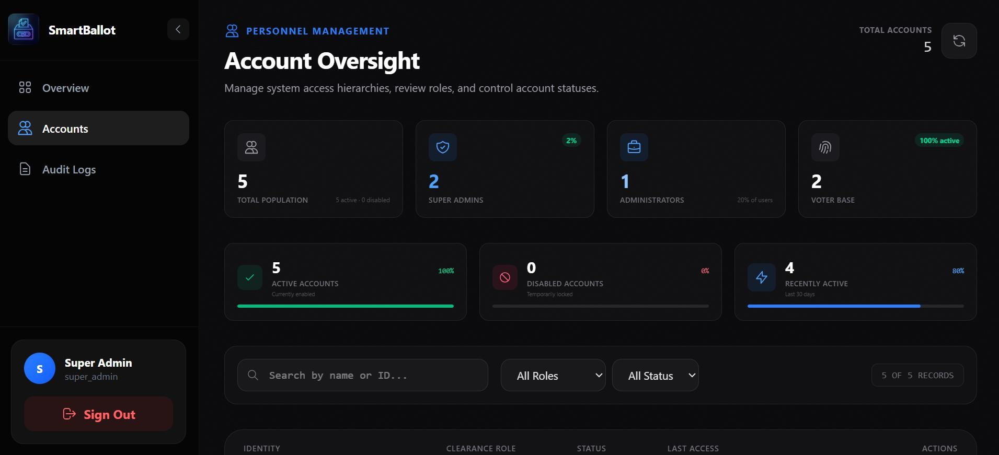 SmartBallot
Overview
Accounts
Audit Logs
S
Super Admin
super_admin
Sign Out
PERSONNEL MANAGEMENT
Account Oversight
Manage system access hierarchies, review roles, and control account statuses.
TOTAL ACCOUNTS
5
5
TOTAL POPULATION
5 active · 0 disabled
2%
2
SUPER ADMINS
1
ADMINISTRATORS
20% of users
100% active
2
VOTER BASE
5
100%
ACTIVE ACCOUNTS
Currently enabled
0
0%
DISABLED ACCOUNTS
Temporarily locked
4
80%
RECENTLY ACTIVE
Last 30 days
Search by name or ID...
All Roles
All Status
5 OF 5 RECORDS
IDENTITY CLEARANCE ROLE STATUS LAST ACCESS ACTIONS